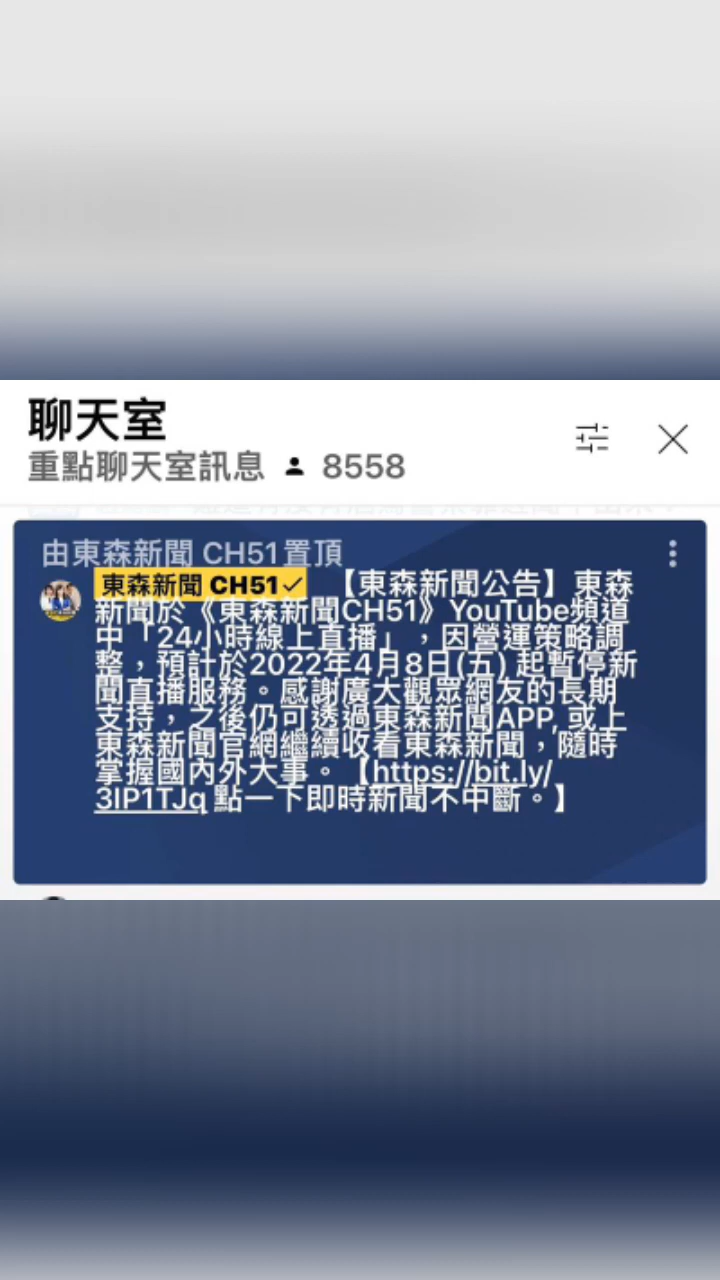 聊天室
重點聊天室訊息 8558
由東森新聞 CH51置頂
東森新聞 CH51✓ 【東森新聞公告】東森
新聞於《東森新聞CH51》YouTube頻道
中「24小時線上直播」，因營運策略調
整，預計於2022年4月8日(五) 起暫停新
聞直播服務。感謝廣大觀眾網友的長期
支持，之後仍可透過東森新聞APP, 或上
東森新聞官網繼續收看東森新聞，隨時
掌握國內外大事。【https://bit.ly/
3IP1TJq 點一下即時新聞不中斷。】